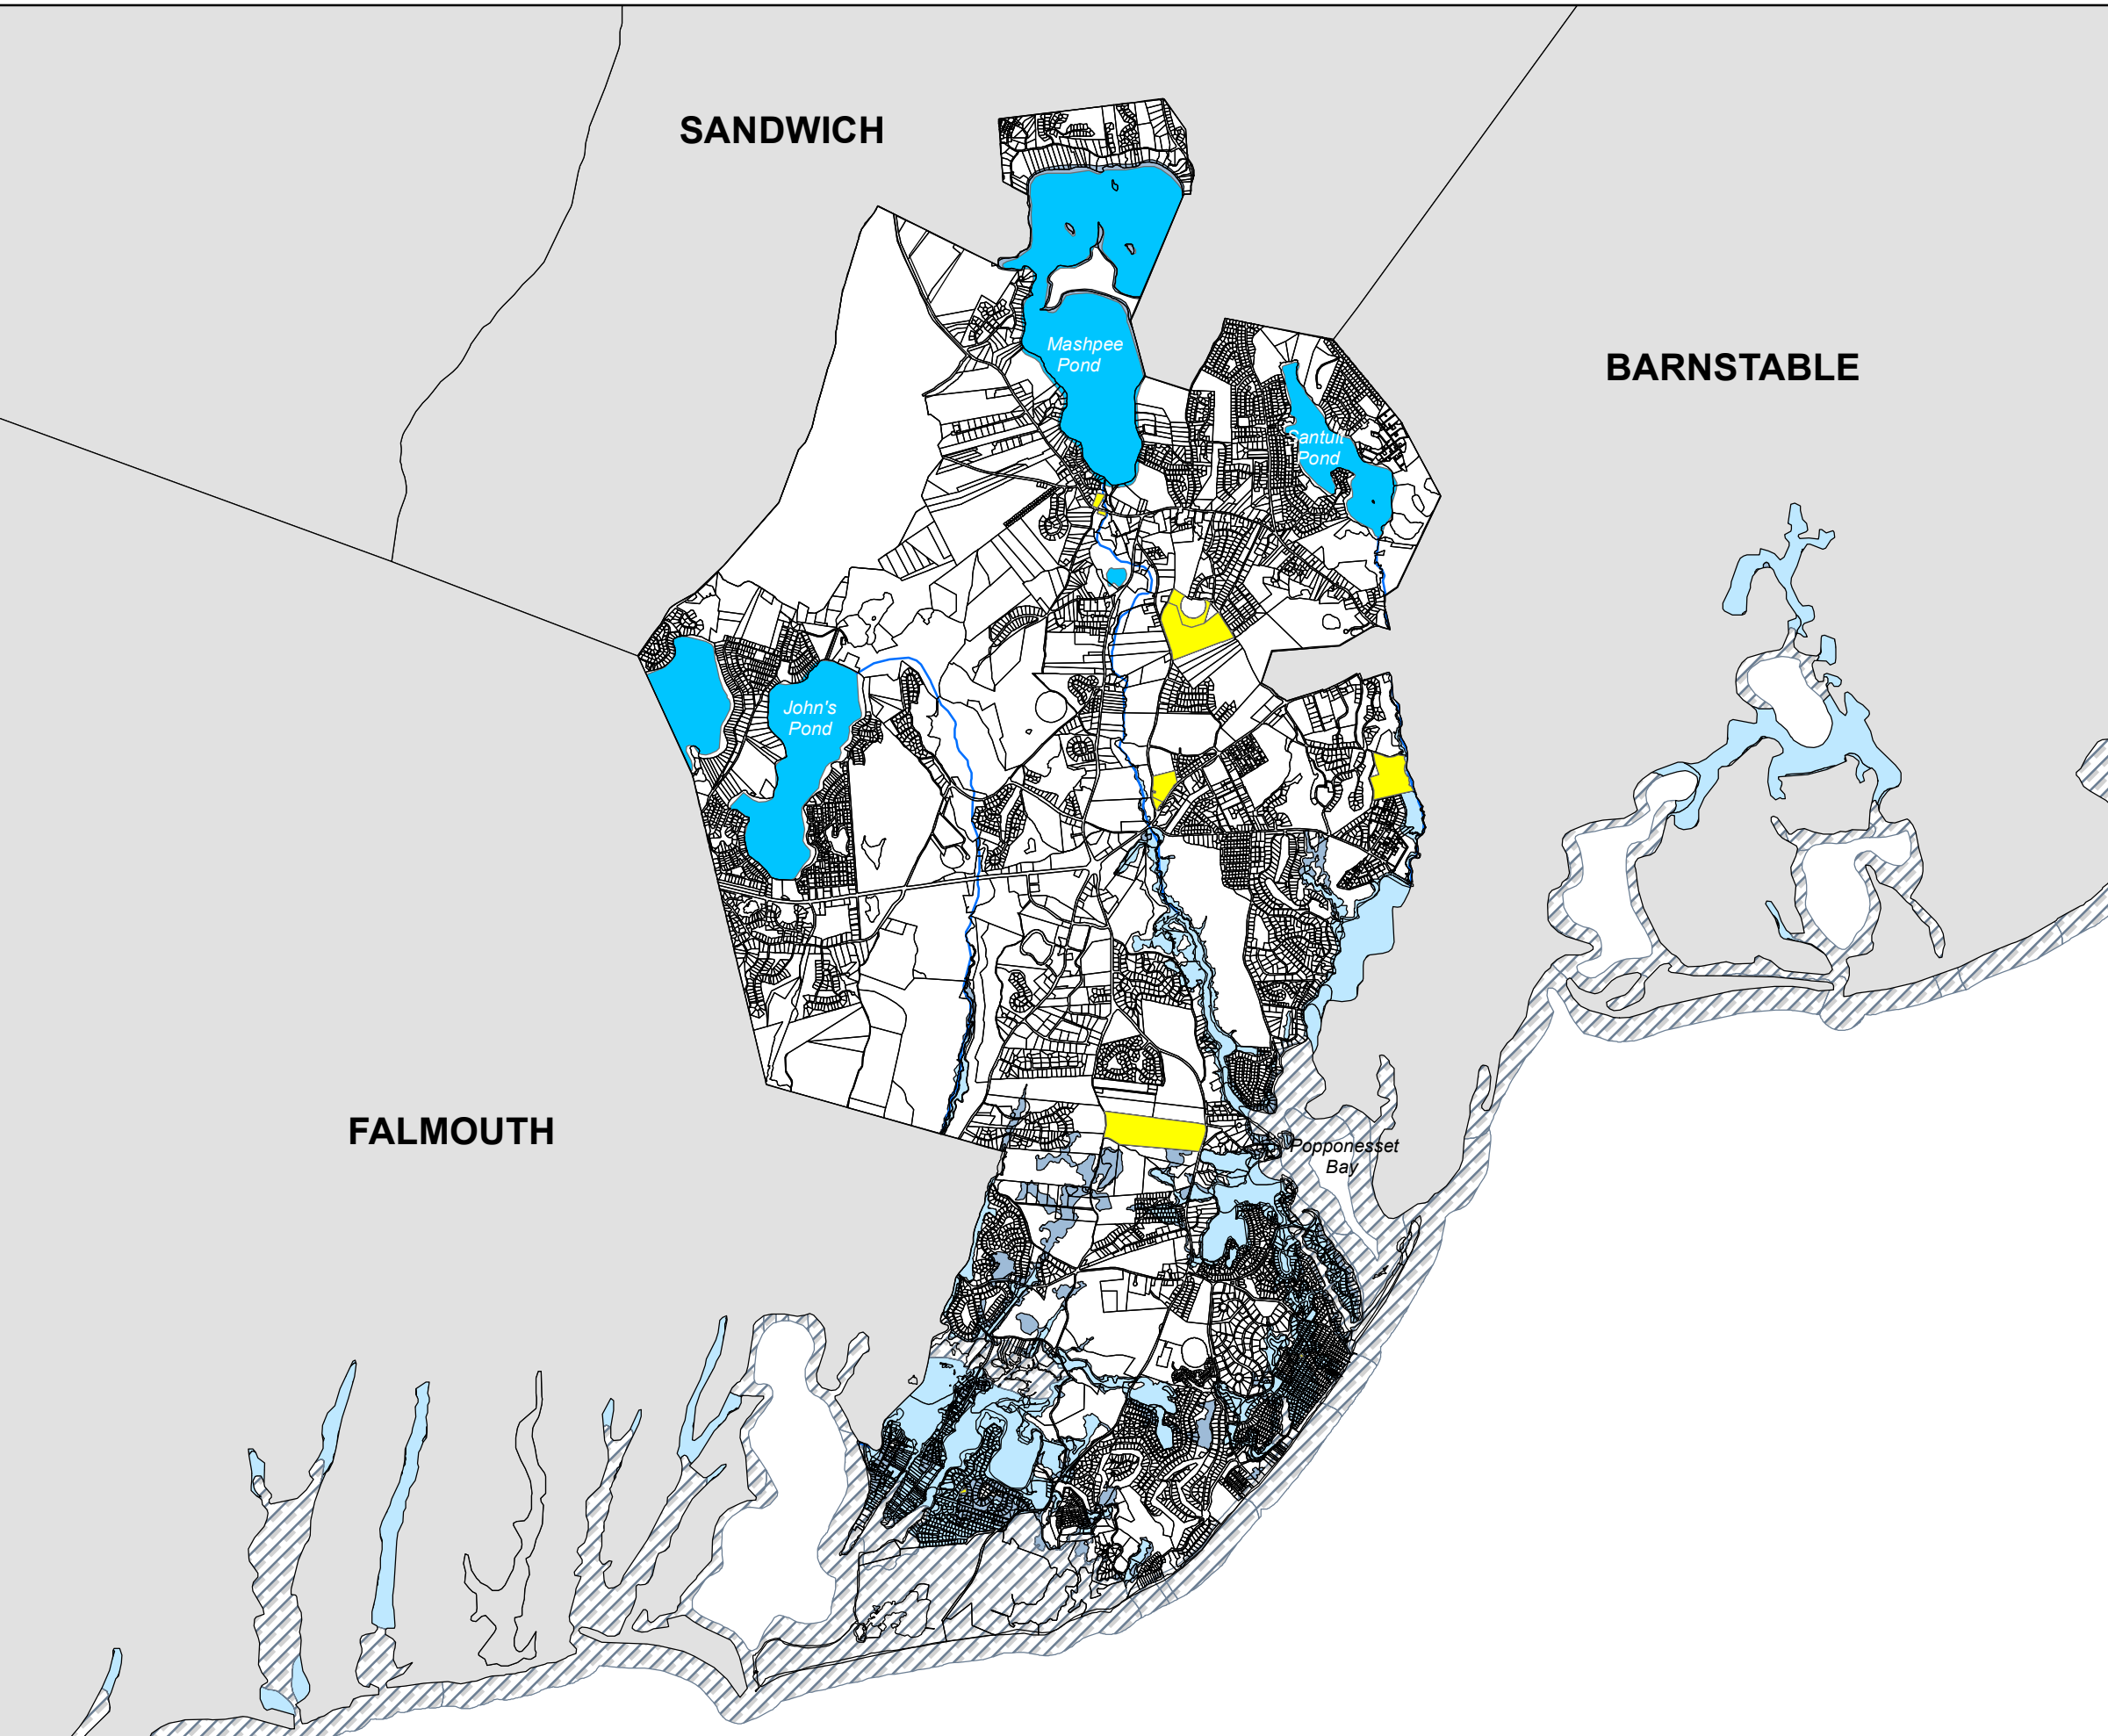 SANDWICH
Mashpee
Pond
BARNSTABLE
Santuit
Pond
John's
Pond
FALMOUTH
Popponesset
Bay